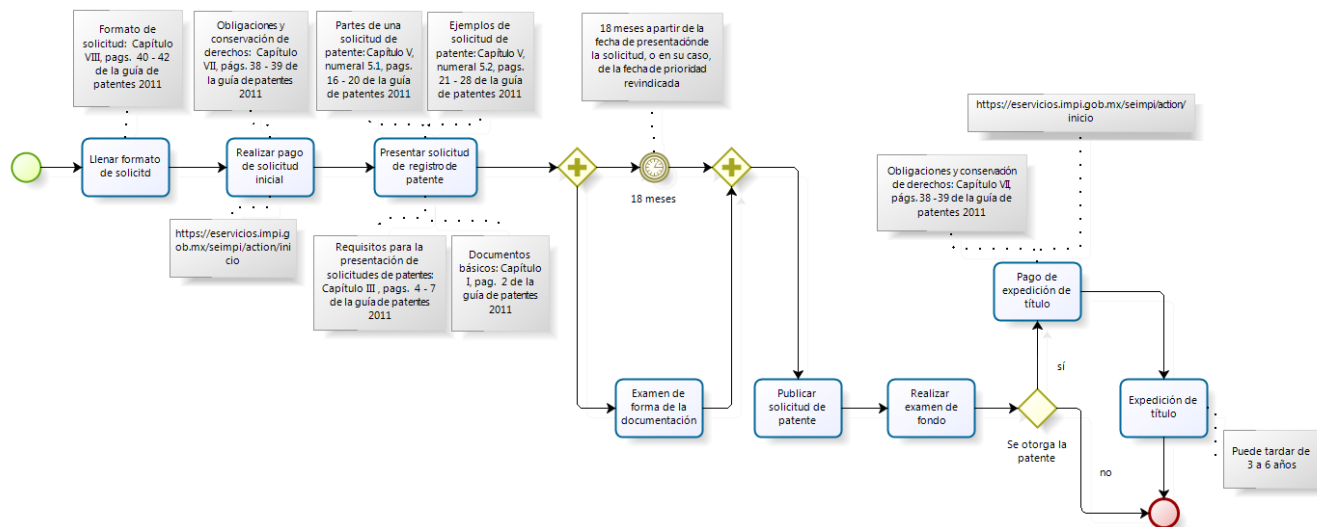 Formato de
solicitud: Capítulo
VIII, pags. 40 - 42
de la guía de
patentes 2011
Obligaciones y
conservación de
derechos: Capítulo
VII, págs. 38 - 39 de
la guía de patentes
2011
Partes de una
solicitud de
patente: Capítulo V,
numeral 5.1, pags.
16 - 20 de la guía
de patentes 2011
Ejemplos de
solicitud de
patente: Capítulo V,
numeral 5.2, pags.
21 - 28 de la guía
de patentes 2011
18 meses a partir de la
fecha de presentación de
la solicitud, o en su caso,
de la fecha de prioridad
revindicada
https://eservicios.impi.gob.mx/seimpi/action/
inicio
Llenar formato
de solicitd
Realizar pago
de solicitud
inicial
Presentar solicitud
de registro de
patente
18 meses
Obligaciones y conservación
de derechos: Capítulo VII,
págs. 38 - 39 de la guía de
patentes 2011
https://eservicios.impi.g
ob.mx/seimpi/action/ini
cio
Requisitos para la
presentación de
solicitudes de patentes:
Capítulo III , pags. 4 - 7
de la guía de patentes
2011
Documentos
básicos: Capítulo
I, pag. 2 de la
guía de patentes
2011
Pago de
expedición de
título
sí
Examen de
forma de la
documentación
Publicar
solicitud de
patente
Realizar
examen de
fondo
Se otorga la
patente
Expedición de
título
no
Puede tardar de
3 a 6 años